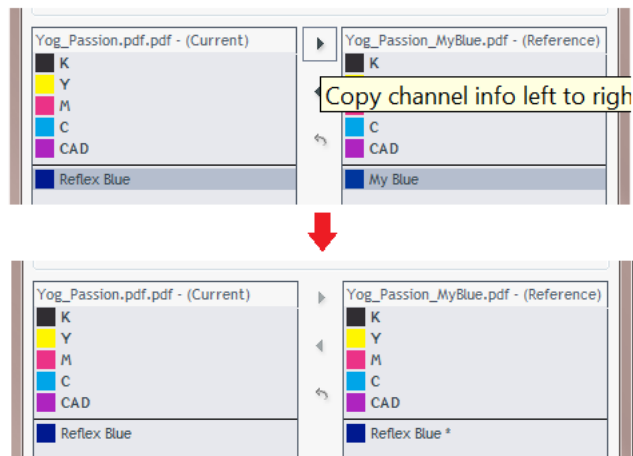 Yog_Passion.pdf.pdf - (Current)
K
Y
M
C
CAD
Reflex Blue
Yog_Passion_MyBlue.pdf - (Reference)
K
Copy channel info left to righ
C
CAD
My Blue
Yog_Passion.pdf.pdf - (Current)
K
Y
M
C
CAD
Reflex Blue
Yog_Passion_MyBlue.pdf - (Reference)
K
Y
M
C
CAD
Reflex Blue *